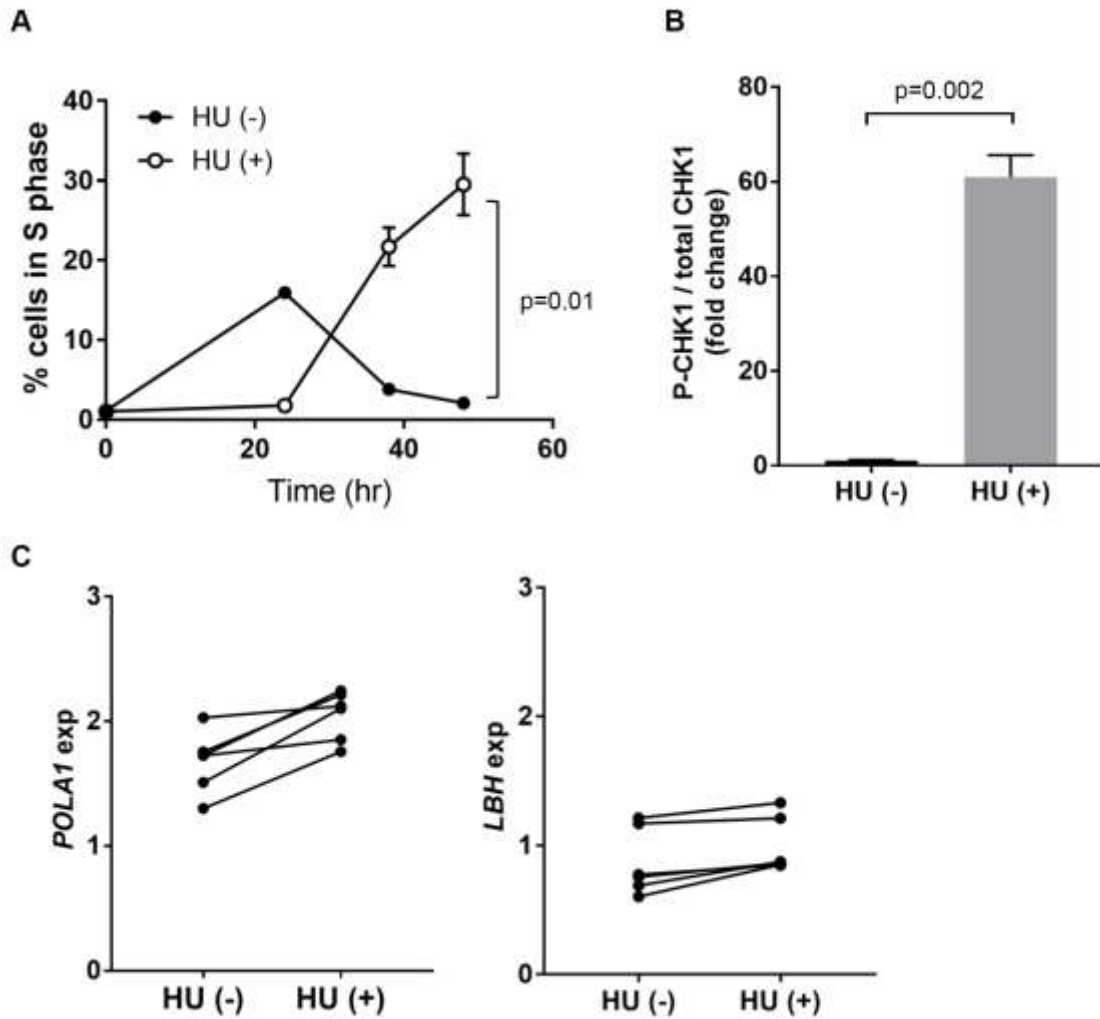 A
% cells in S phase
40
30
20
10
0
0
20
40
60
Time (hr)
HU (-)
HU (+)
p=0.01
B
P-CHK1 / total CHK1
(fold change)
80
60
40
20
0
p=0.002
HU (-)
HU (+)
C
POLA1 exp
3
2
1
0
HU (-)
HU (+)
LBH exp
3
2
1
0
HU (-)
HU (+)